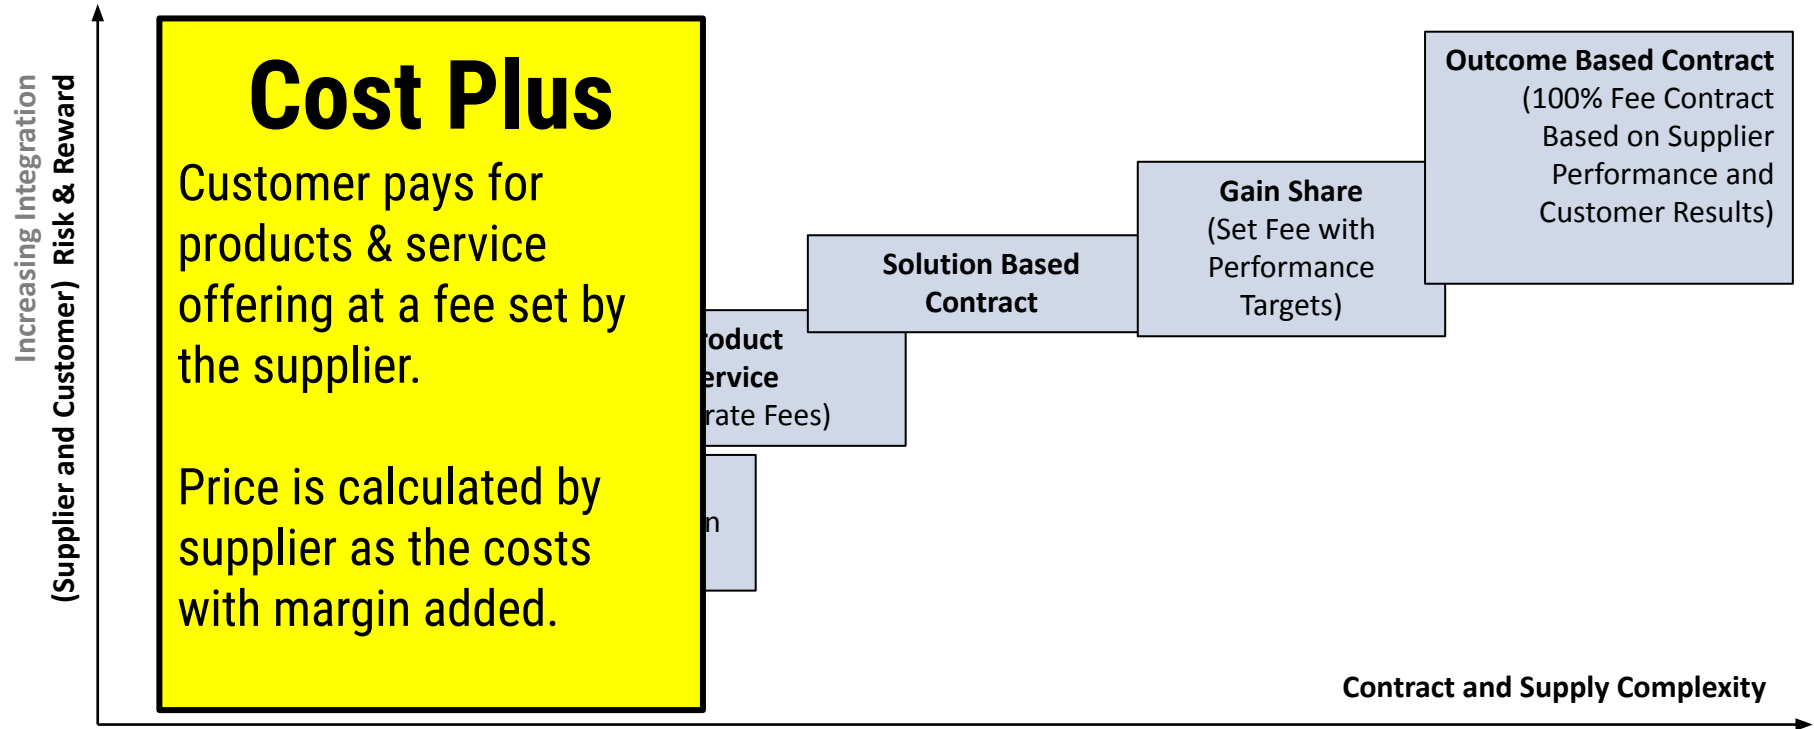 Increasing Integration
(Supplier and Customer) Risk & Reward
Cost Plus
Customer pays for
products & service
offering at a fee set by
the supplier.
Price is calculated by
supplier as the costs
with margin added.
oduct
ervice
rate Fees)
n
Solution Based
Contract
Gain Share
(Set Fee with
Performance
Targets)
Outcome Based Contract
(100% Fee Contract
Based on Supplier
Performance and
Customer Results)
Contract and Supply Complexity